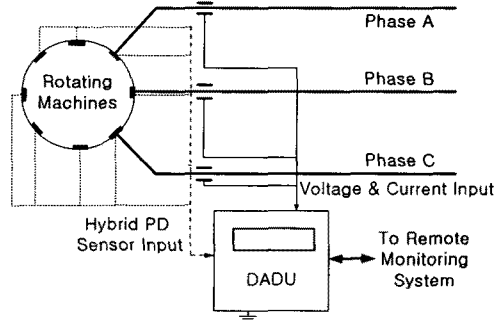 Phase A
Rotating
Machines
Phase B
Phase C
Voltage & Current Input
Hybrid PD
Sensor Input
DADU
To Remote
Monitoring
System